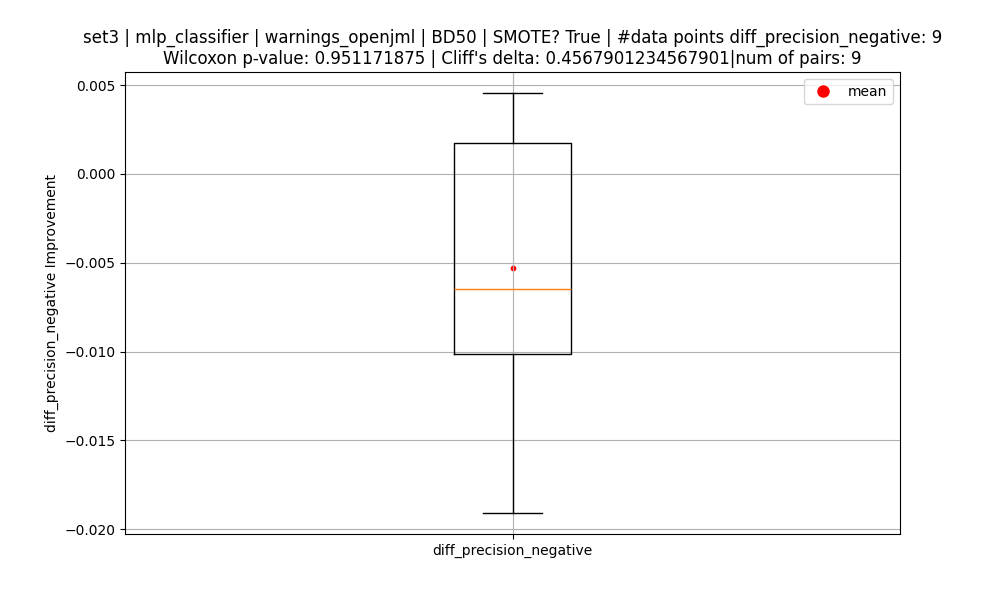 set3 | mlp_classifier | warnings_openjml | BD50 | SMOTE? True | #data points diff_precision_negative: 9
Wilcoxon p-value: 0.951171875 | Cliff's delta: 0.4567901234567901|num of pairs: 9
mean
0.005
0.000
−0.005
−0.010
−0.015
−0.020
diff_precision_negative Improvement
diff_precision_negative